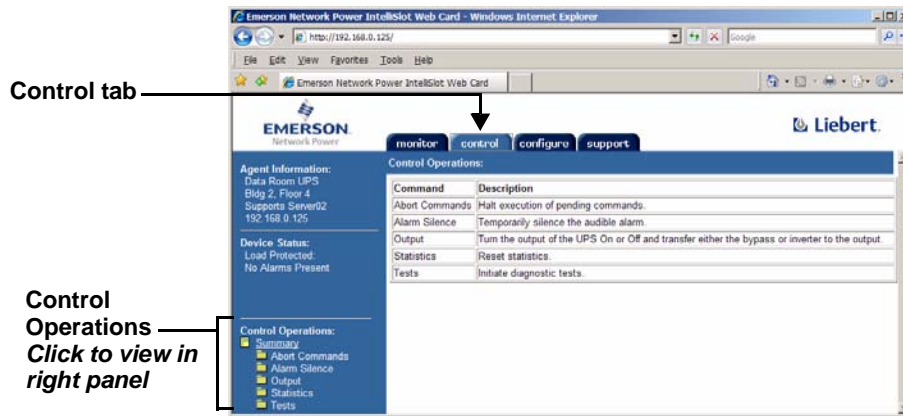 Emerson Network Power IntelliSlot Web Card - Windows Internet Explorer
http://192.168.0.125/
Google
File Edit View Favorites Tools Help
Emerson Network Power IntelliSlot Web Card
Control tab
EMERSON.
Network Power
Liebert.
monitor control configure support
Agent Information:
Data Room UPS
Bldg 2, Floor 4
Supports Server02
192.168.0.125
Device Status:
Load Protected:
No Alarms Present
Control Operations:
Command Description
Abort Commands Halt execution of pending commands.
Alarm Silence Temporarily silence the audible alarm.
Output Turn the output of the UPS On or Off and transfer either the bypass or inverter to the output.
Statistics Reset statistics.
Tests Initiate diagnostic tests.
Control
Operations
Click to view in
right panel
Control Operations:
Summary
Abort Commands
Alarm Silence
Output
Statistics
Tests